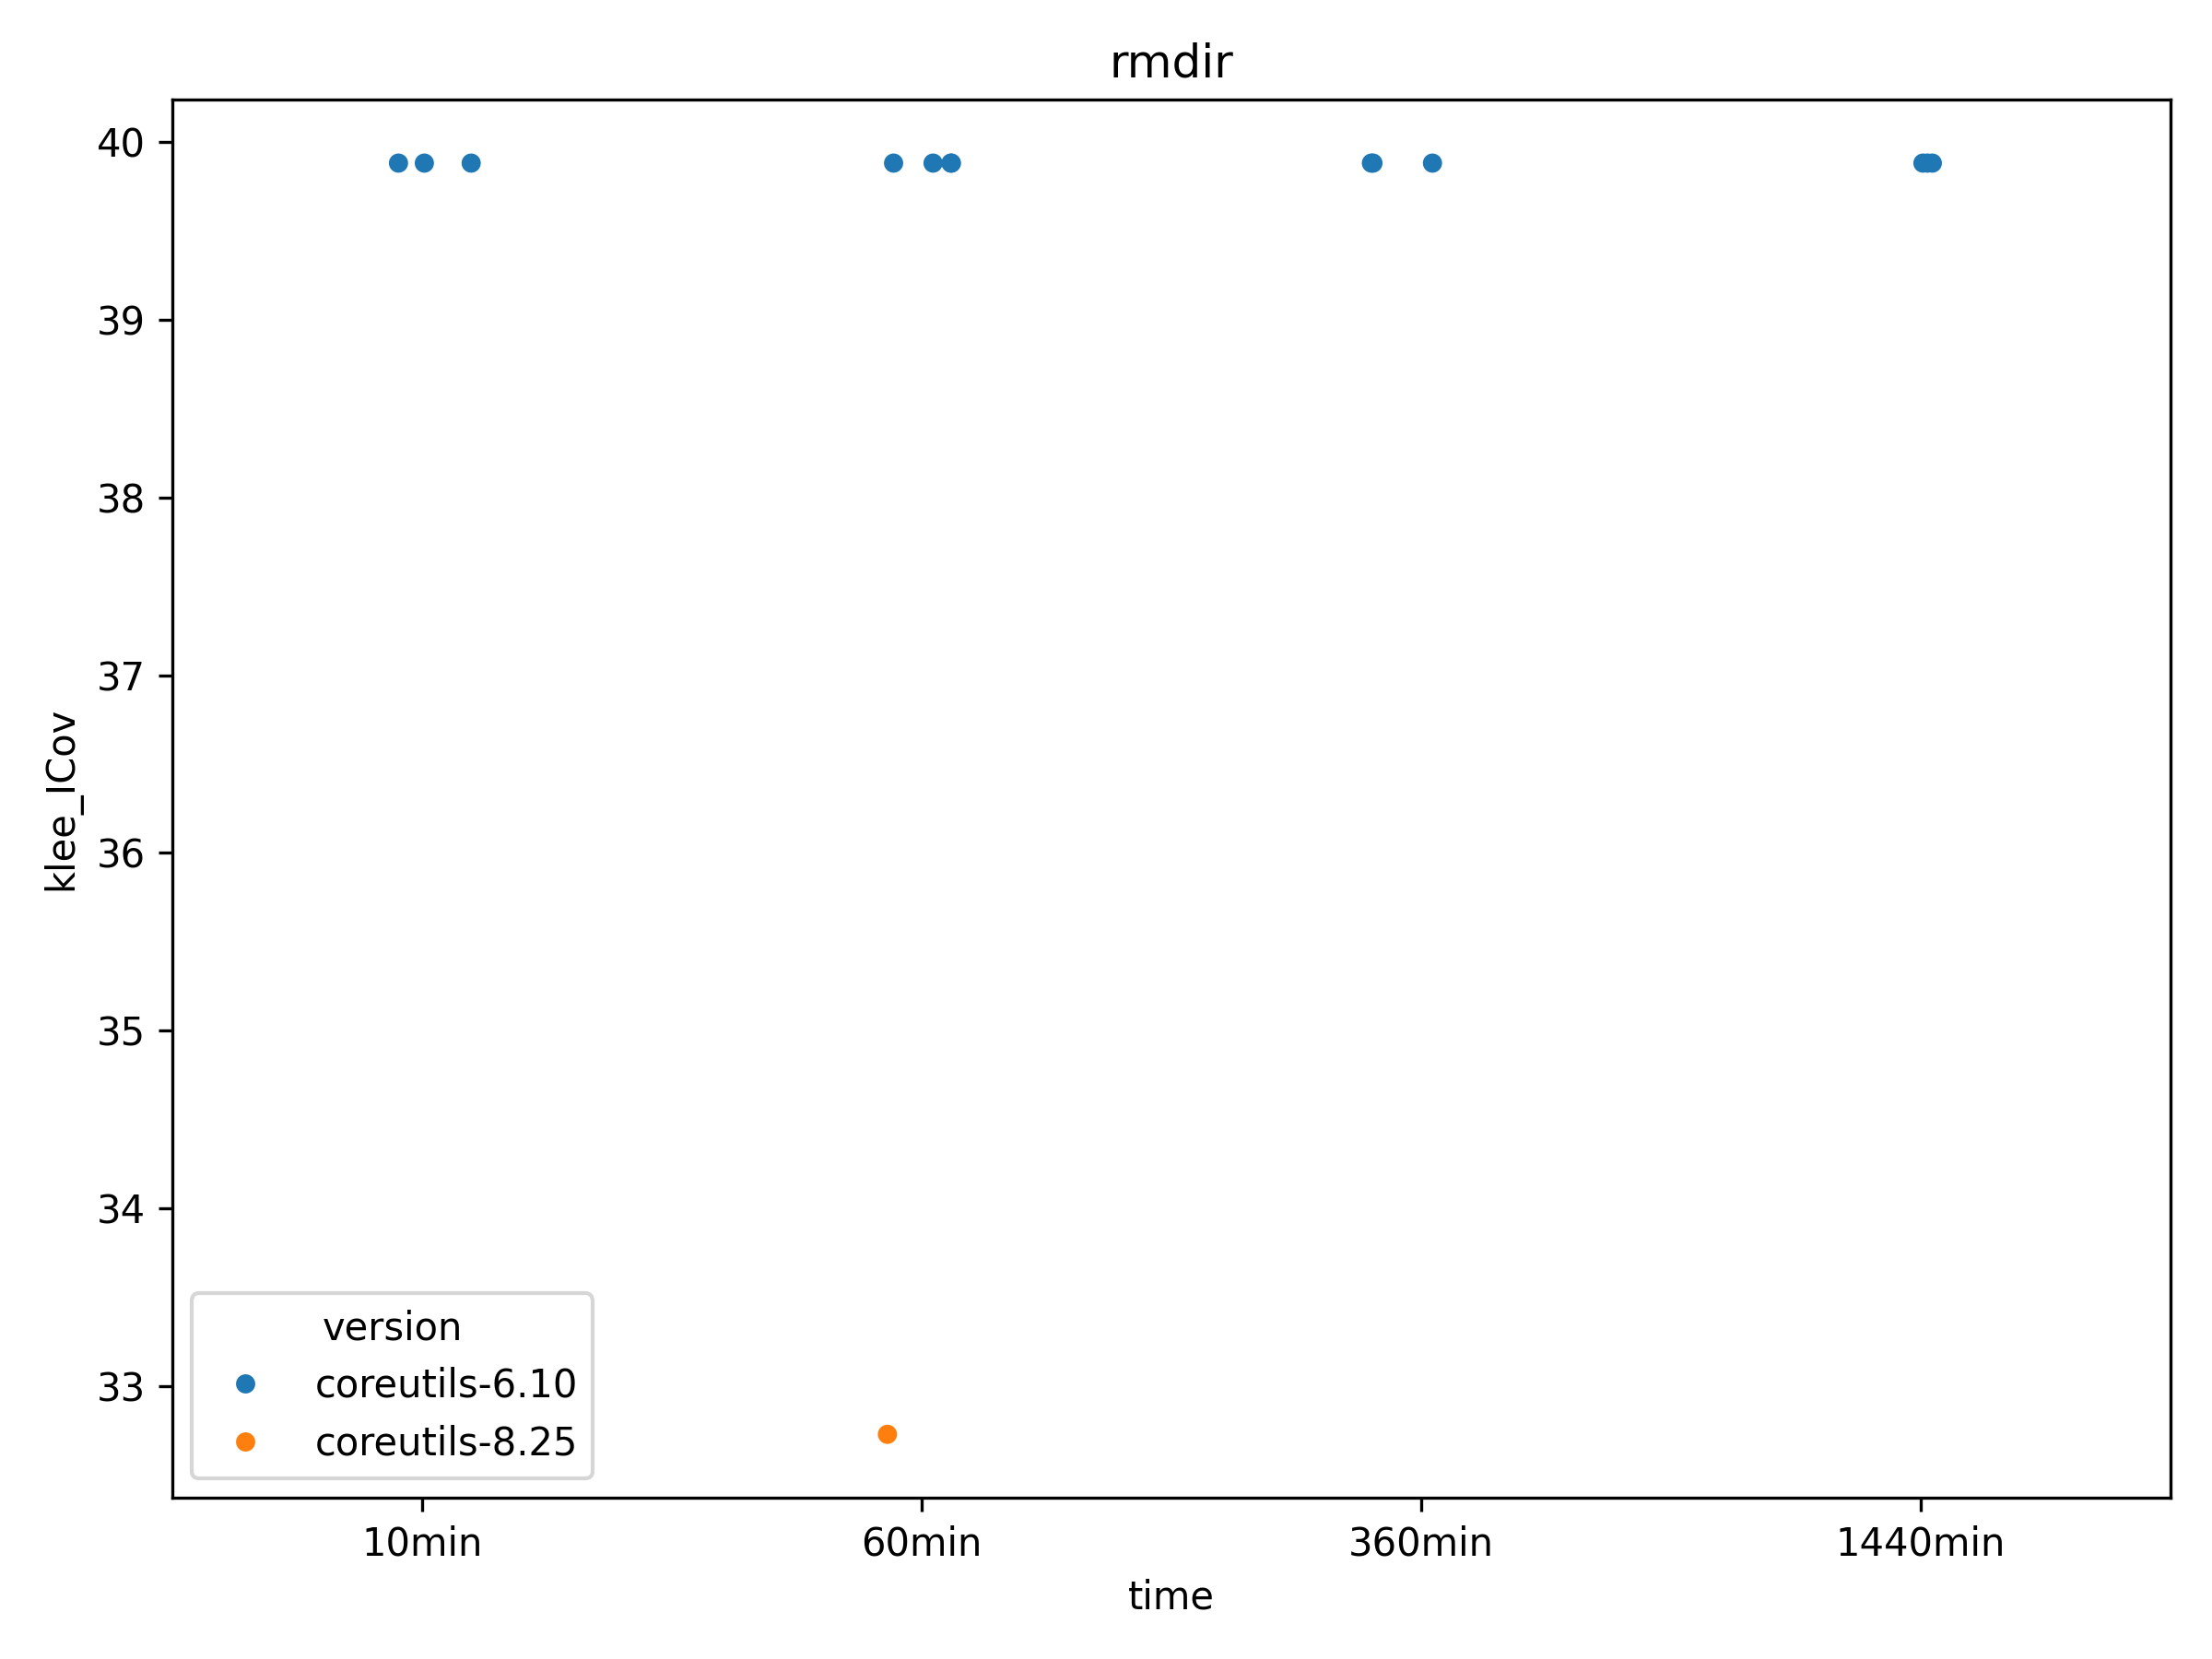 rmdir
40
39
38
37
36
35
34
33
klee_ICov
version
coreutils-6.10
coreutils-8.25
10min
60min
360min
1440min
time